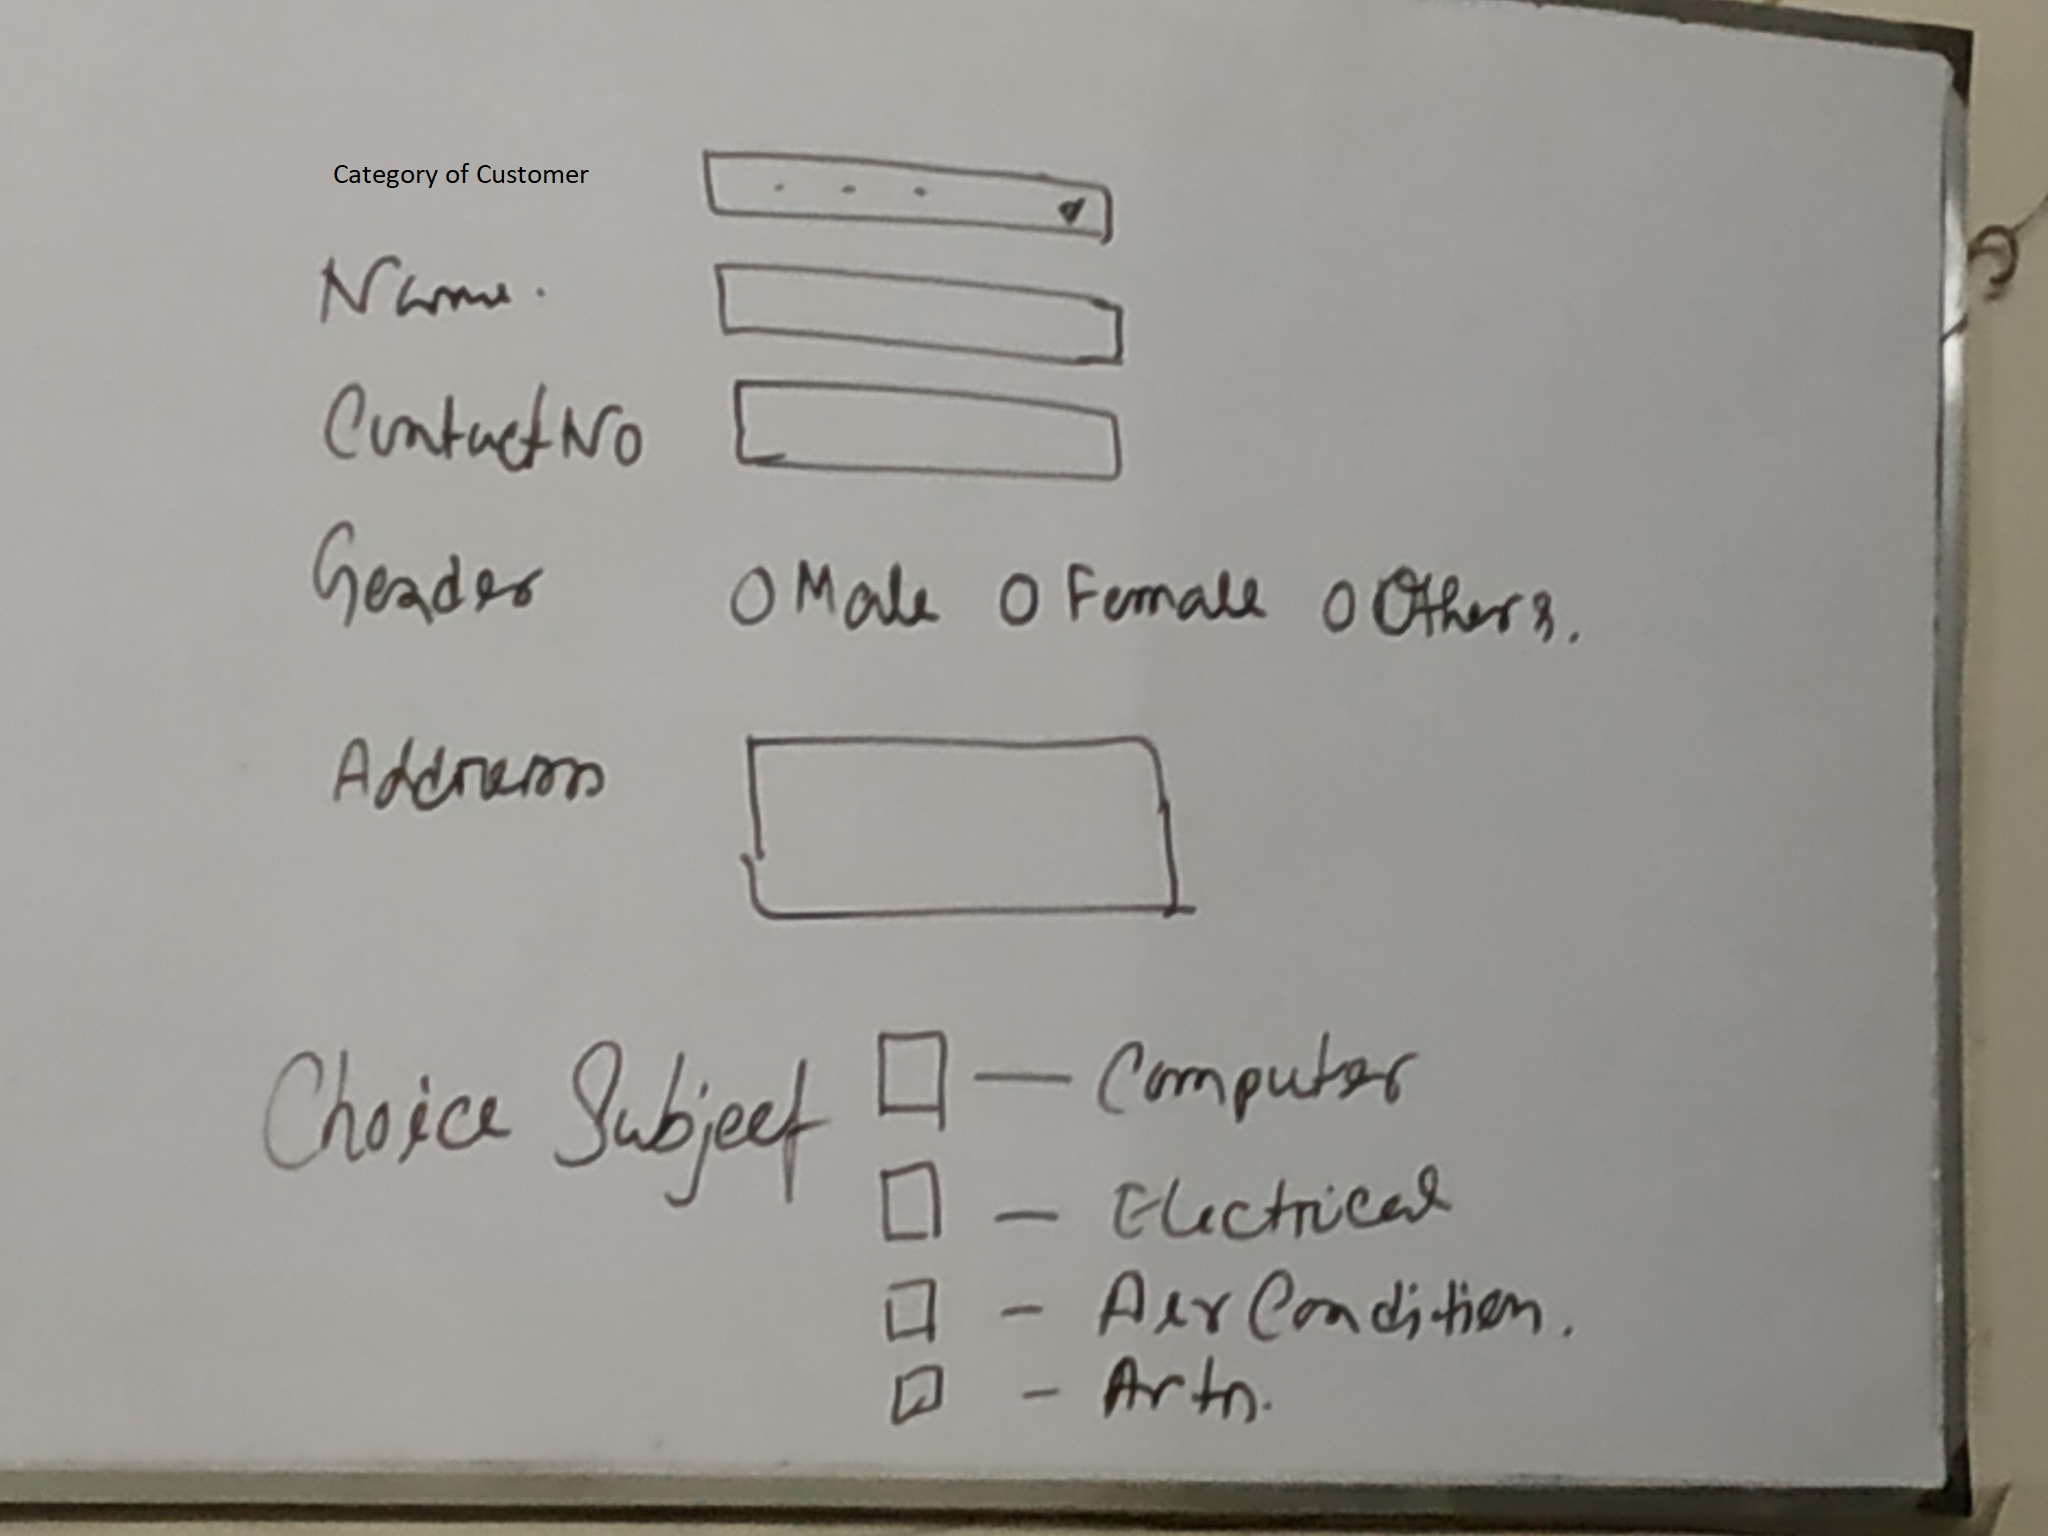 Category of Customer
Name.
Contact No
Gender O Male O Female O Others.
Address
Choice Subject - Computer
- Electrical
- Air Condition.
- Arts.